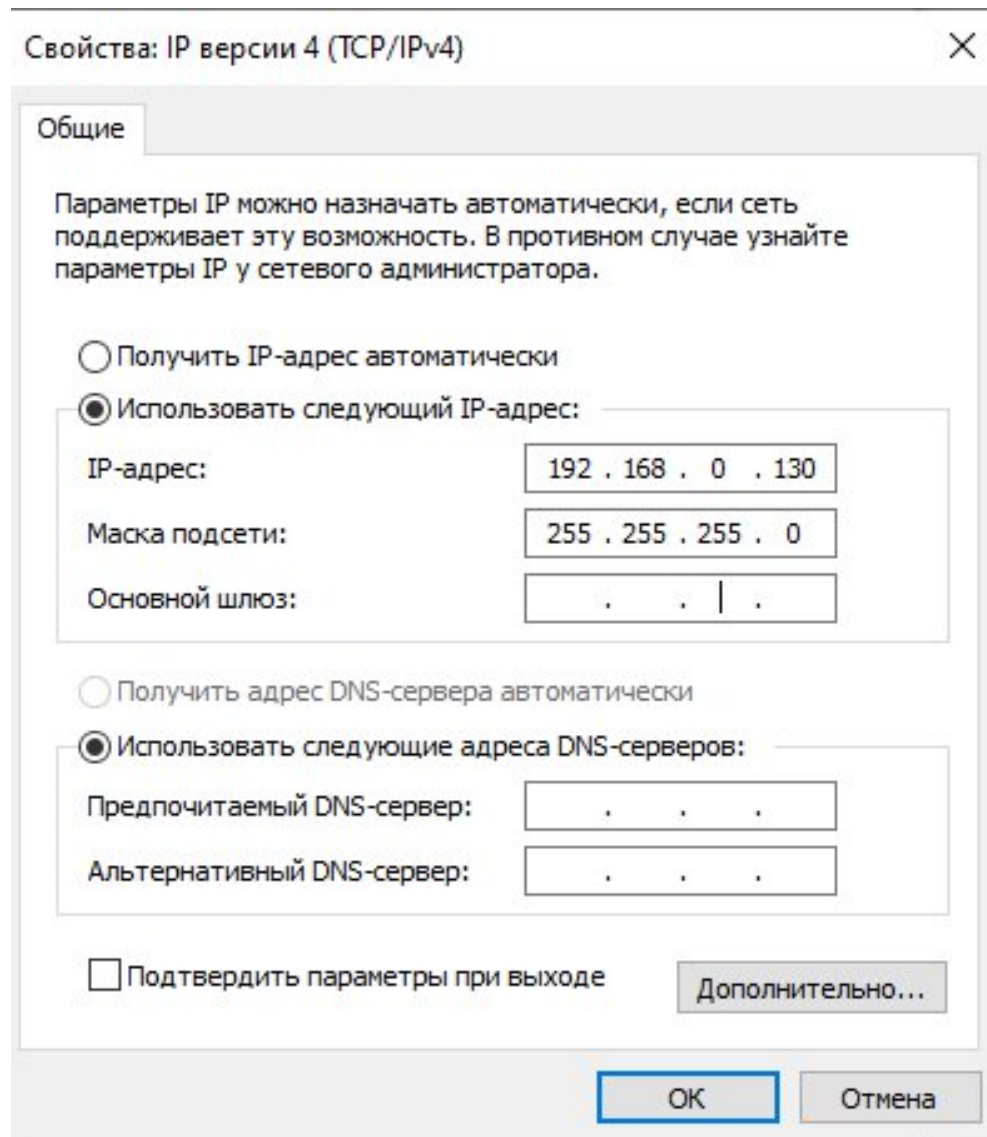 Свойства: IP версии 4 (TCP/IPv4)
Общие
Параметры IP можно назначать автоматически, если сеть
поддерживает эту возможность. В противном случае узнайте
параметры IP у сетевого администратора.
Получить IP-адрес автоматически
Использовать следующий IP-адрес:
IP-адрес: 192 . 168 . 0 . 130
Маска подсети: 255 . 255 . 255 . 0
Основной шлюз: . . .
Получить адрес DNS-сервера автоматически
Использовать следующие адреса DNS-серверов:
Предпочитаемый DNS-сервер: . . .
Альтернативный DNS-сервер: . . .
Подтвердить параметры при выходе
Дополнительно...
ОК Отмена